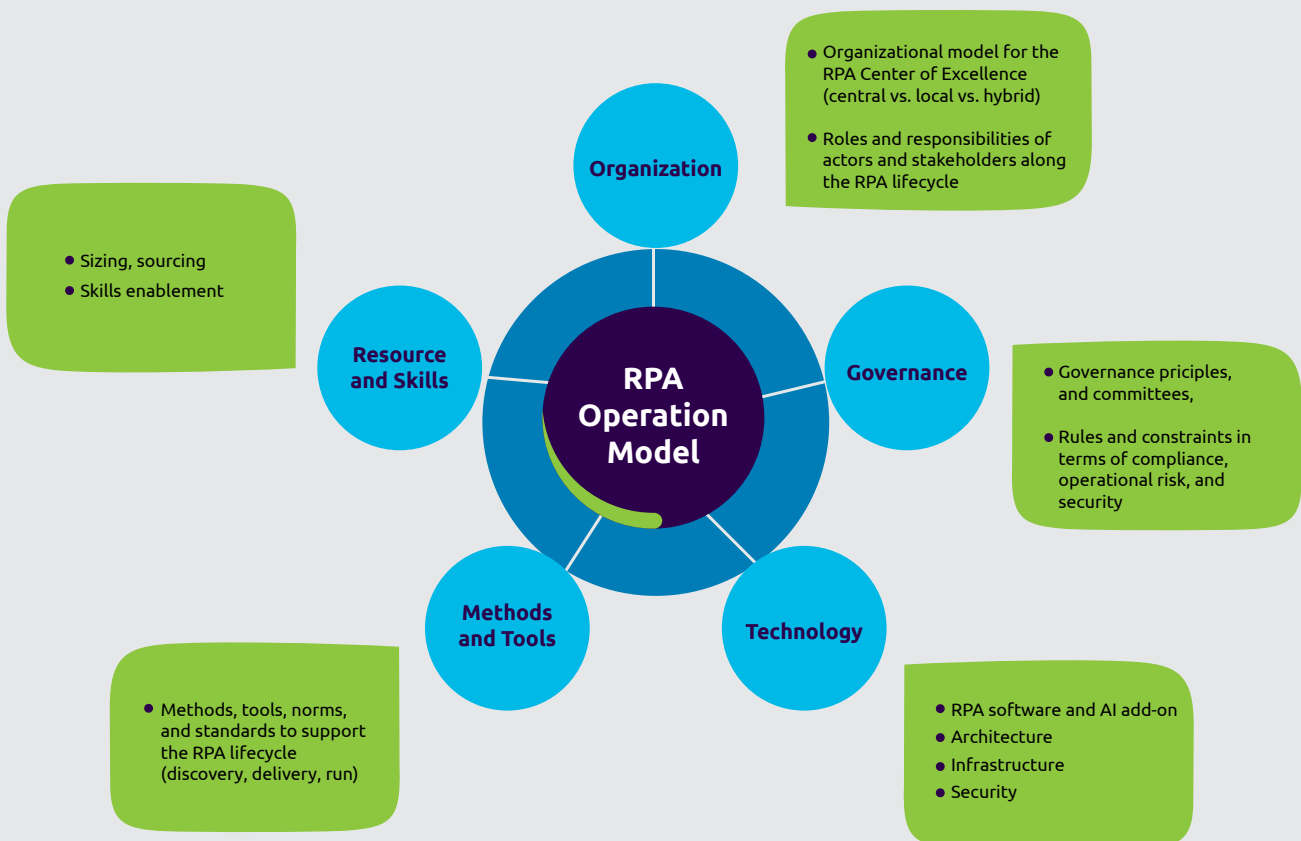 RPA
Operation
Model
Organization
• Organizational model for the
RPA Center of Excellence
(central vs. local vs. hybrid)
• Roles and responsibilities of
actors and stakeholders along
the RPA lifecycle
Governance
• Governance priciples,
and committees,
• Rules and constraints in
terms of compliance,
operational risk, and
security
Technology
• RPA software and AI add-on
• Architecture
• Infrastructure
• Security
Methods
and Tools
• Methods, tools, norms,
and standards to support
the RPA lifecycle
(discovery, delivery, run)
Resource
and Skills
• Sizing, sourcing
• Skills enablement